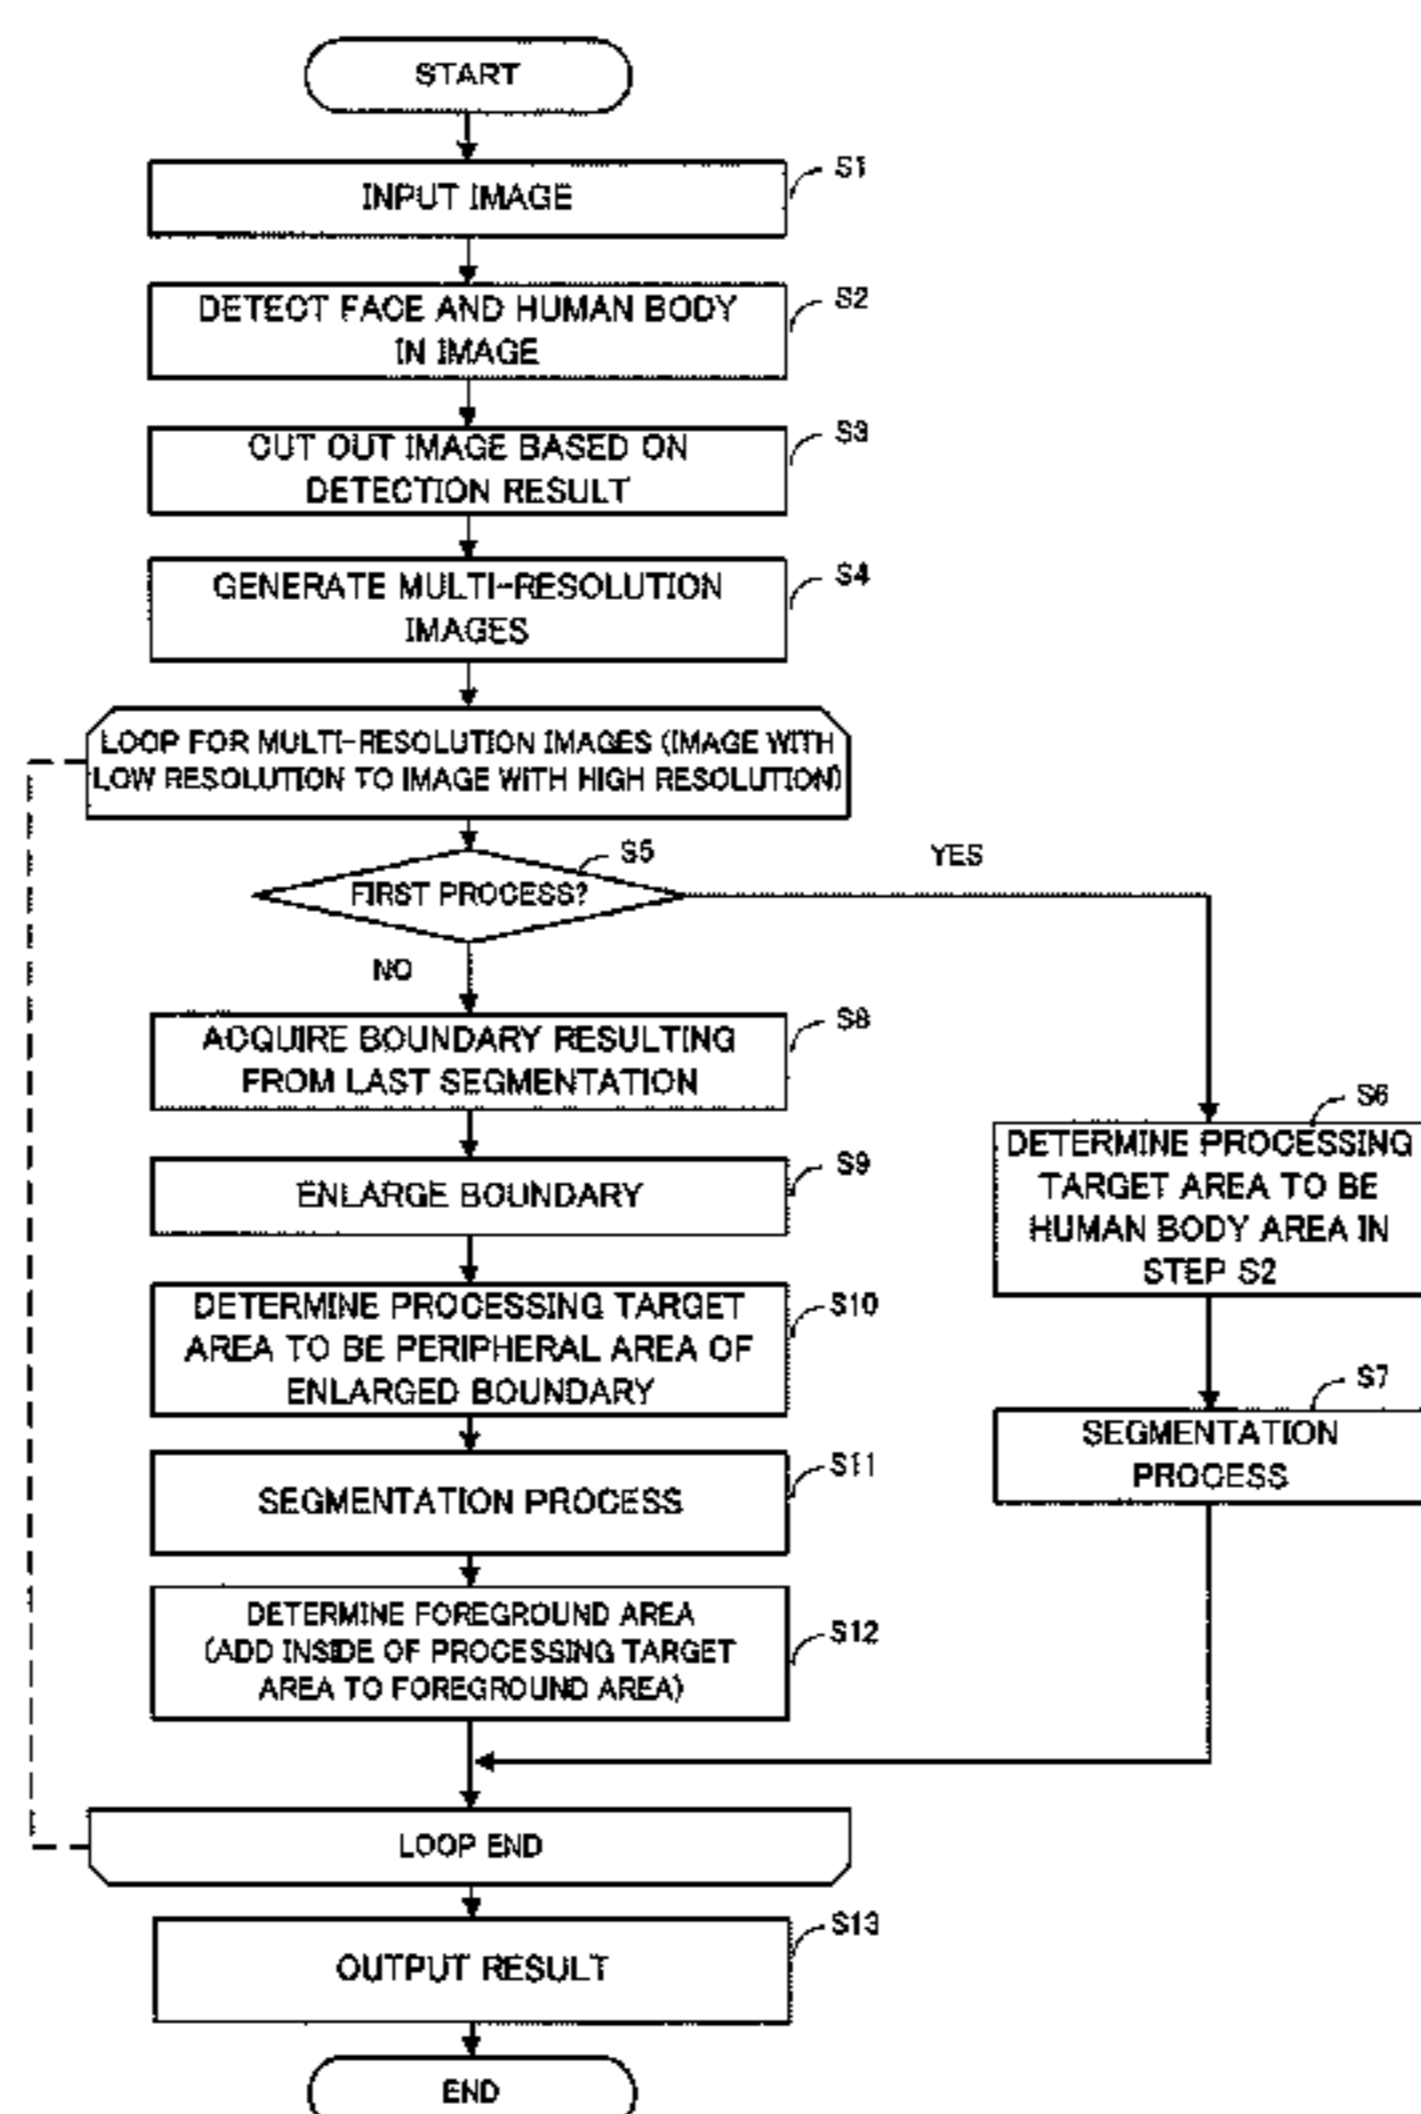 START
INPUT IMAGE
S1
DETECT FACE AND HUMAN BODY
IN IMAGE
S2
CUT OUT IMAGE BASED ON
DETECTION RESULT
S3
GENERATE MULTI-RESOLUTION
IMAGES
S4
LOOP FOR MULTI-RESOLUTION IMAGES (IMAGE WITH
LOW RESOLUTION TO IMAGE WITH HIGH RESOLUTION)
FIRST PROCESS?
S5
YES
NO
ACQUIRE BOUNDARY RESULTING
FROM LAST SEGMENTATION
S8
ENLARGE BOUNDARY
S9
DETERMINE PROCESSING TARGET
AREA TO BE PERIPHERAL AREA OF
ENLARGED BOUNDARY
S10
SEGMENTATION PROCESS
S11
DETERMINE FOREGROUND AREA
(ADD INSIDE OF PROCESSING TARGET
AREA TO FOREGROUND AREA)
S12
S6
DETERMINE PROCESSING
TARGET AREA TO BE
HUMAN BODY AREA IN
STEP S2
S7
SEGMENTATION
PROCESS
LOOP END
OUTPUT RESULT
S13
END